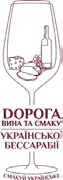 ДОРОГА
ВИНА ТА СМАКУ
УКРАЇНСЬКОЇ
БЕССАРАБІЇ
СМАКУЙ УКРАЇНСЬКЕ